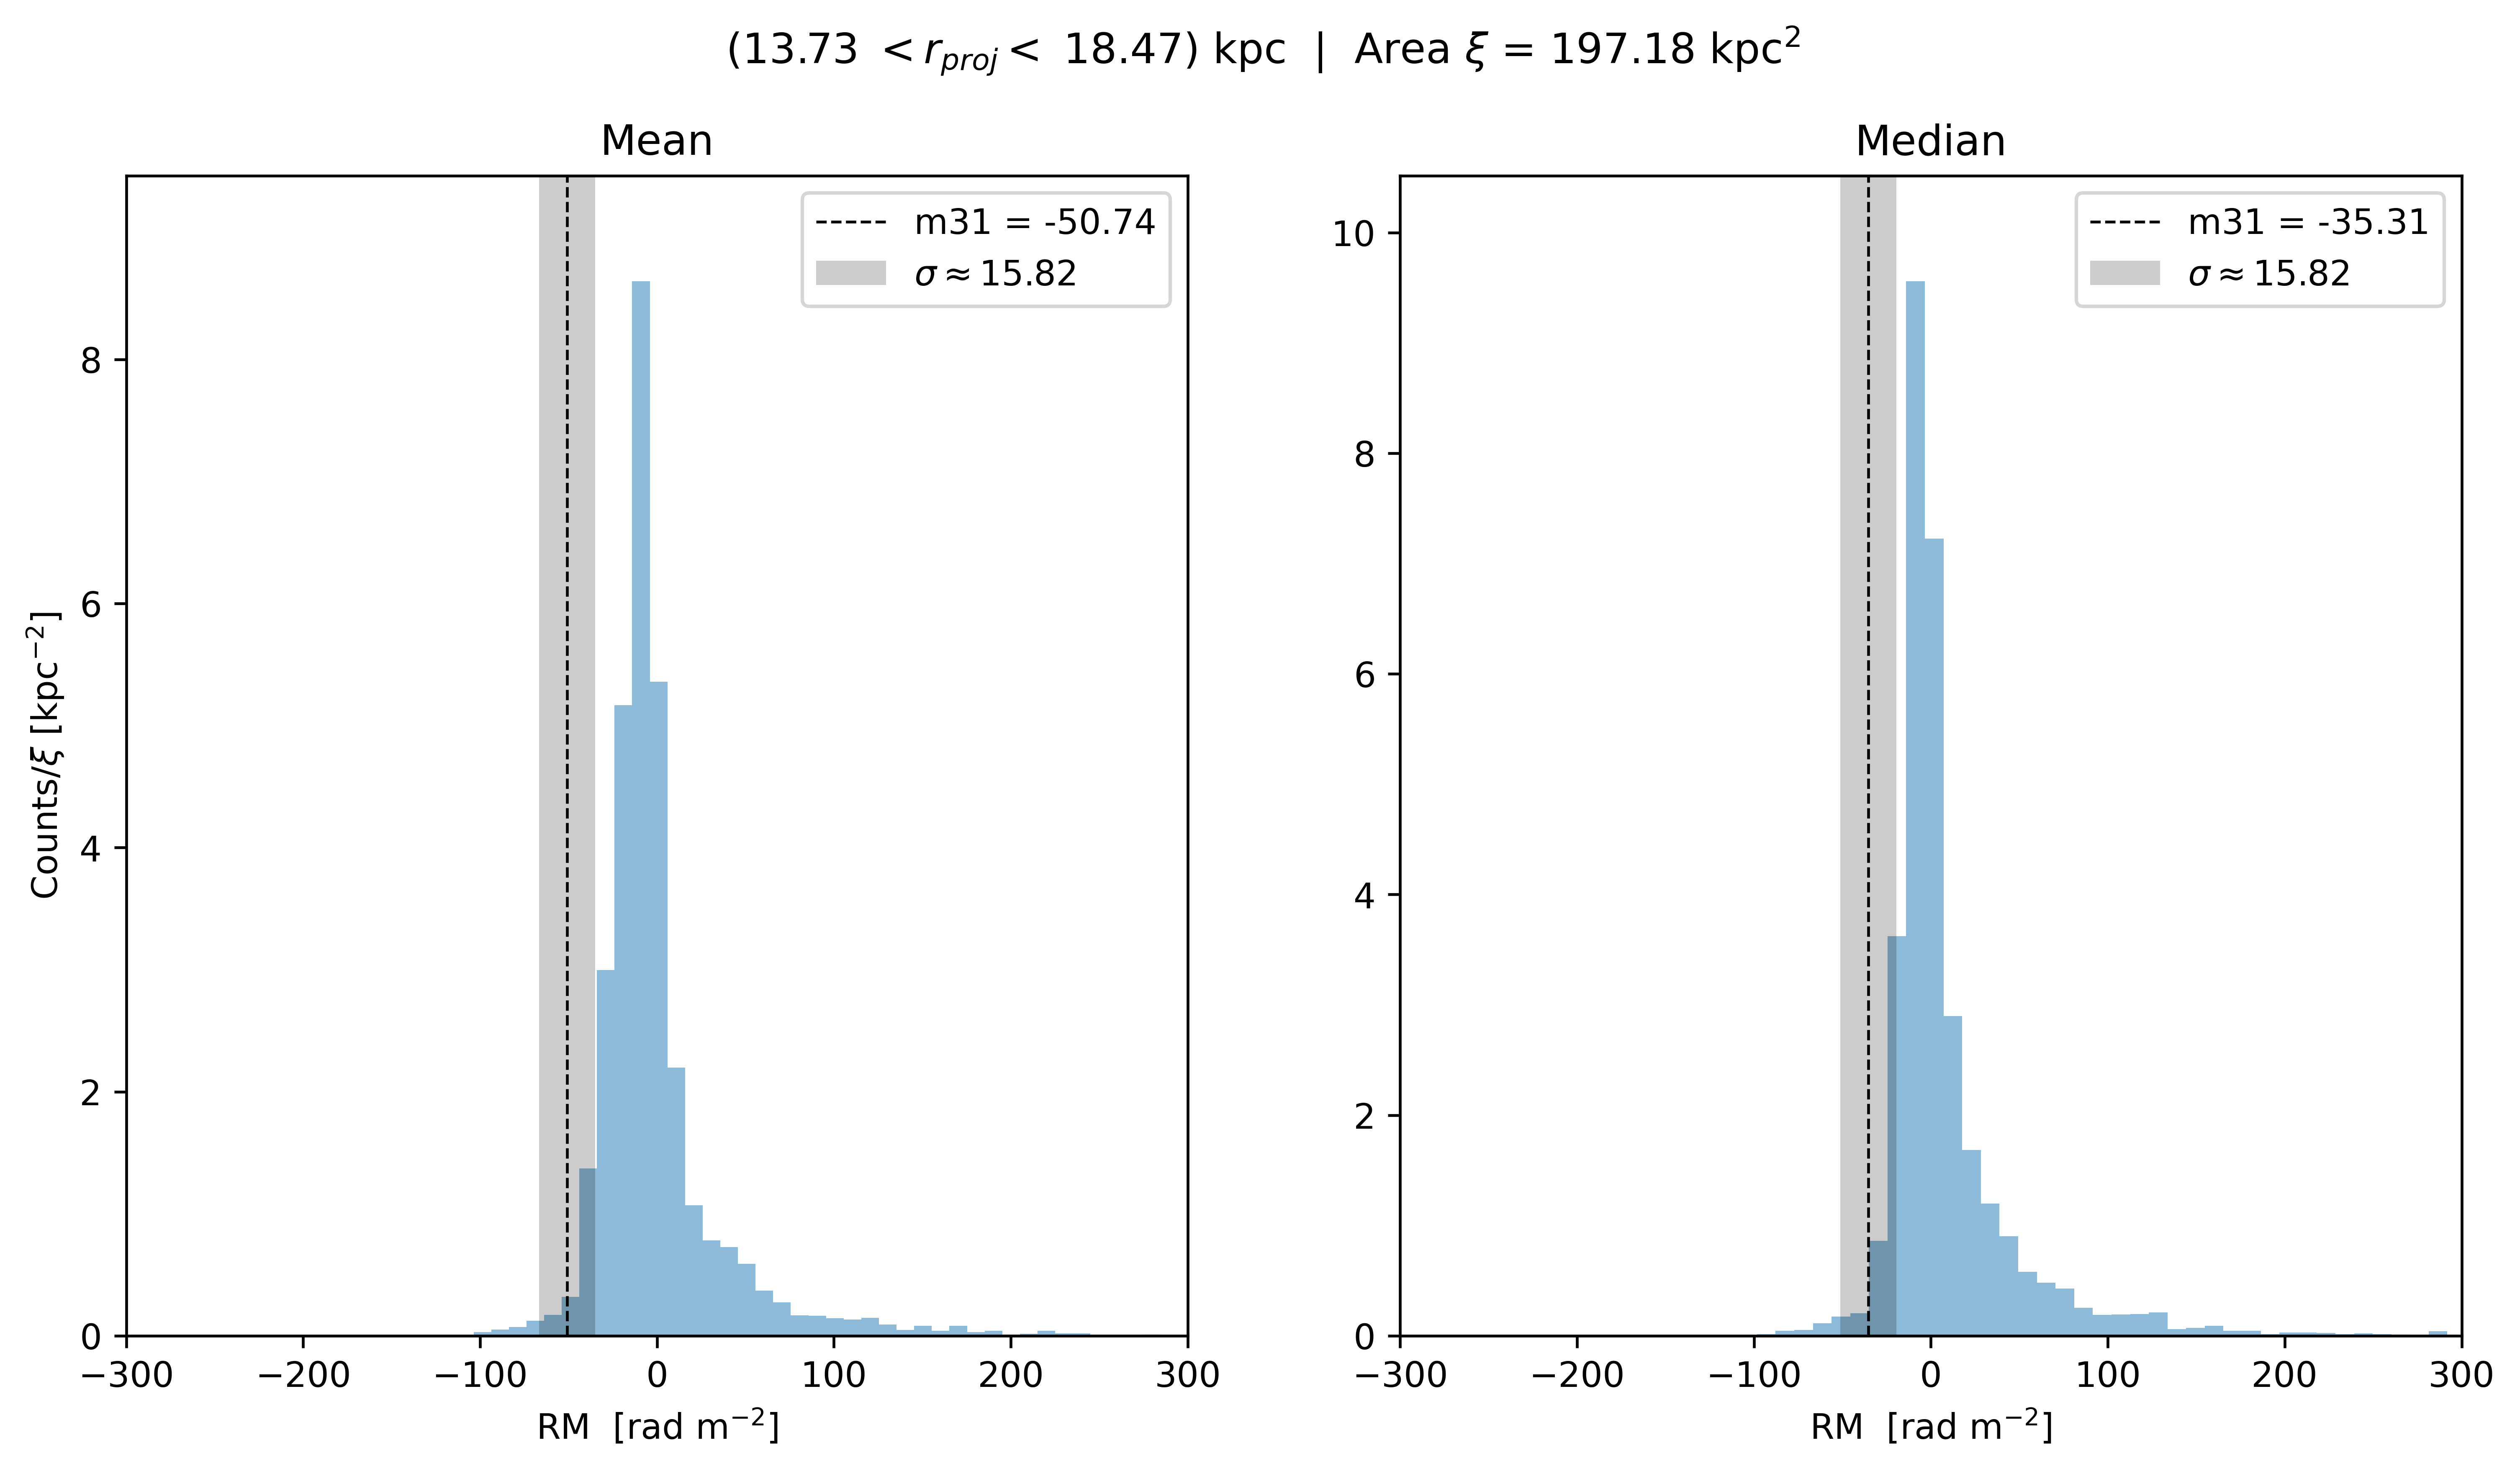 (13.73 < r_proj < 18.47) kpc | Area ξ = 197.18 kpc²
Mean
m31 = -50.74
σ ≈ 15.82
8
6
4
2
0
Counts/ξ [kpc⁻²]
−300 −200 −100 0 100 200 300
RM [rad m⁻²]
Median
m31 = -35.31
σ ≈ 15.82
10
8
6
4
2
0
−300 −200 −100 0 100 200 300
RM [rad m⁻²]